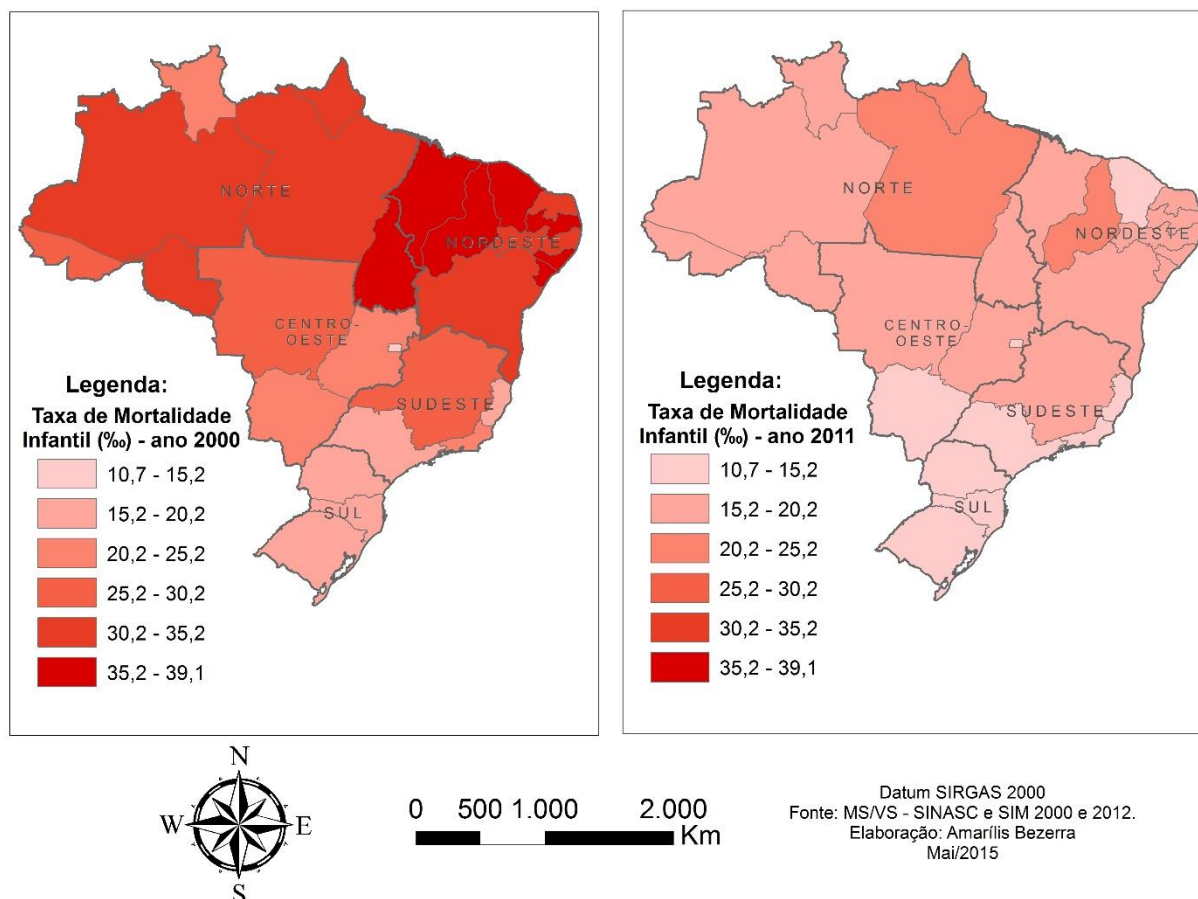 NORTE
NORDESTE
CENTRO-
OESTE
SUDESTE
SUL
Legenda:
Taxa de Mortalidade
Infantil (‰) - ano 2000
10,7 - 15,2
15,2 - 20,2
20,2 - 25,2
25,2 - 30,2
30,2 - 35,2
35,2 - 39,1
NORTE
NORDESTE
CENTRO-
OESTE
SUDESTE
SUL
Legenda:
Taxa de Mortalidade
Infantil (‰) - ano 2011
10,7 - 15,2
15,2 - 20,2
20,2 - 25,2
25,2 - 30,2
30,2 - 35,2
35,2 - 39,1
N
W E
S
0 500 1.000 2.000
Km
Datum SIRGAS 2000
Fonte: MS/VS - SINASC e SIM 2000 e 2012.
Elaboração: Amarílis Bezerra
Mai/2015